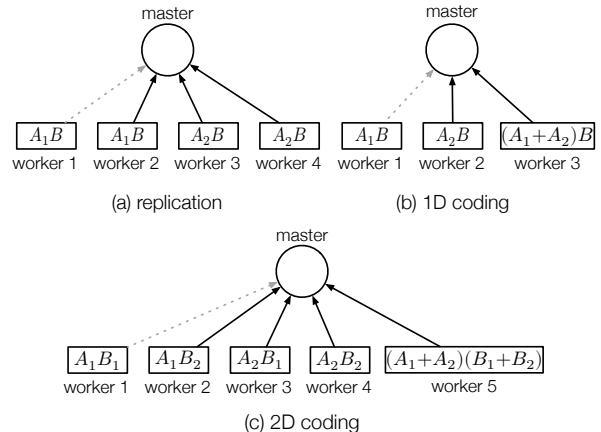 master master
A₁B A₁B A₂B A₂B A₁B A₂B (A₁+A₂)B
worker 1 worker 2 worker 3 worker 4 worker 1 worker 2 worker 3
(a) replication (b) 1D coding
master
A₁B₁ A₁B₂ A₂B₁ A₂B₂ (A₁+A₂)(B₁+B₂)
worker 1 worker 2 worker 3 worker 4 worker 5
(c) 2D coding